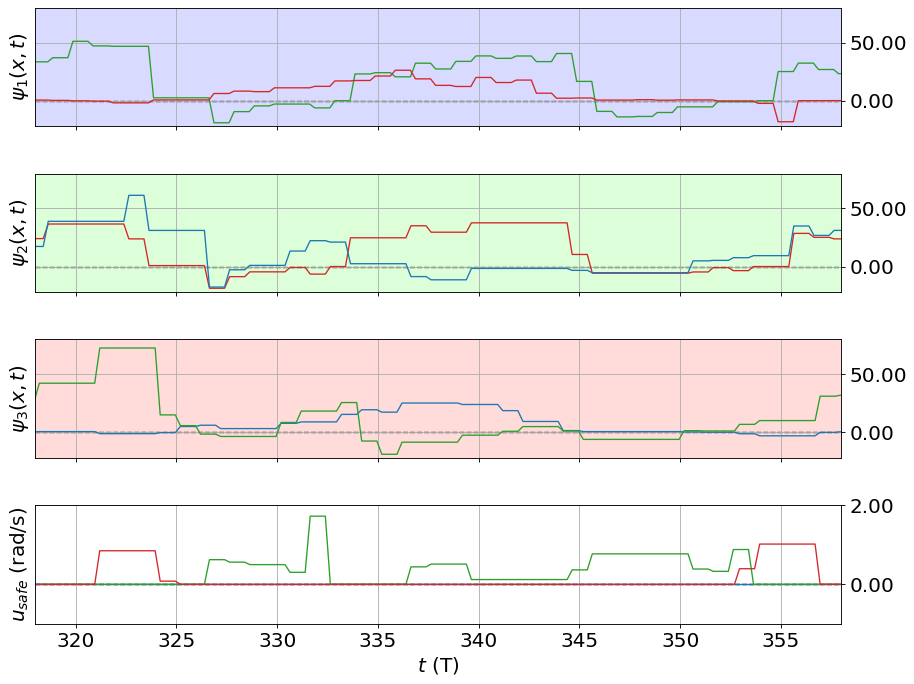 ψ1(x, t)
50.00
0.00
ψ2(x, t)
50.00
0.00
ψ3(x, t)
50.00
0.00
usafe (rad/s)
2.00
0.00
320 325 330 335 340 345 350 355
t (T)